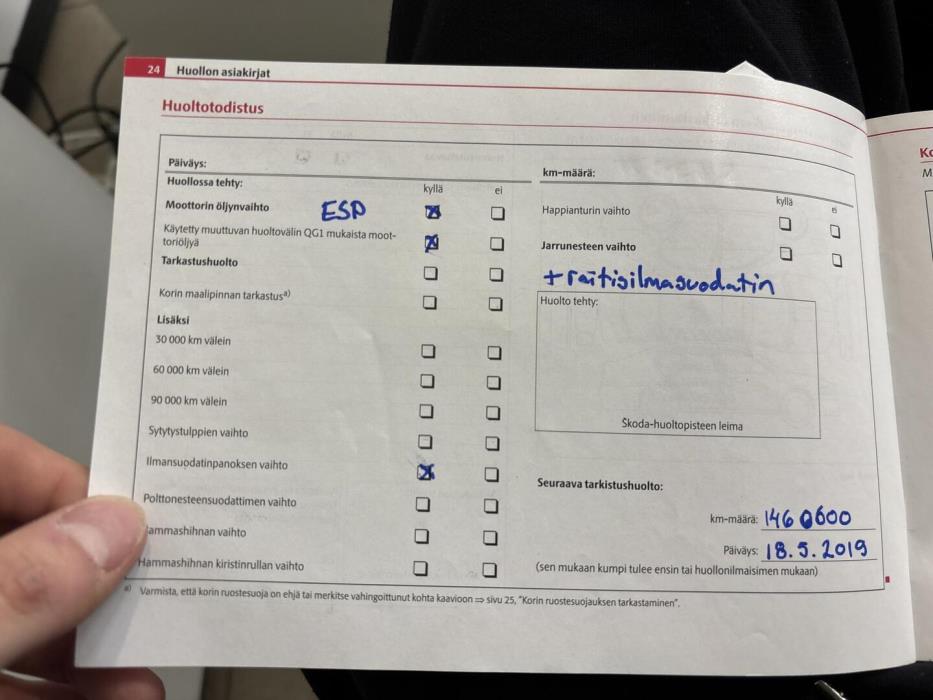 24 Huollon asiakirjat
Huoltotodistus
Päiväys:
km-määrä:
Huollossa tehty:
kyllä ei
kyllä ei
Moottorin öljynvaihto ESP
Happianturin vaihto
Käytetty muuttuvan huoltovälin QG1 mukaista moot-
toriöljyä
Jarrunesteen vaihto
Tarkastushuolto
+ raitisilmasuodatin
Korin maalipinnan tarkastus a)
Huolto tehty:
Lisäksi
30 000 km välein
60 000 km välein
90 000 km välein
Škoda-huoltopisteen leima
Sytytystulppien vaihto
Ilmansuodatinpanoksen vaihto
Seuraava tarkistushuolto:
Polttonesteensuodattimen vaihto
km-määrä: 146 0600
Hammashihnan vaihto
Päiväys: 18.5.2019
Hammashihnan kiristinrullan vaihto
(sen mukaan kumpi tulee ensin tai huollonilmaisimen mukaan)
a) Varmista, että korin ruostesuoja on ehjä tai merkitse vahingoittunut kohta kaavioon ⇒ sivu 25, "Korin ruostesuojauksen tarkastaminen".